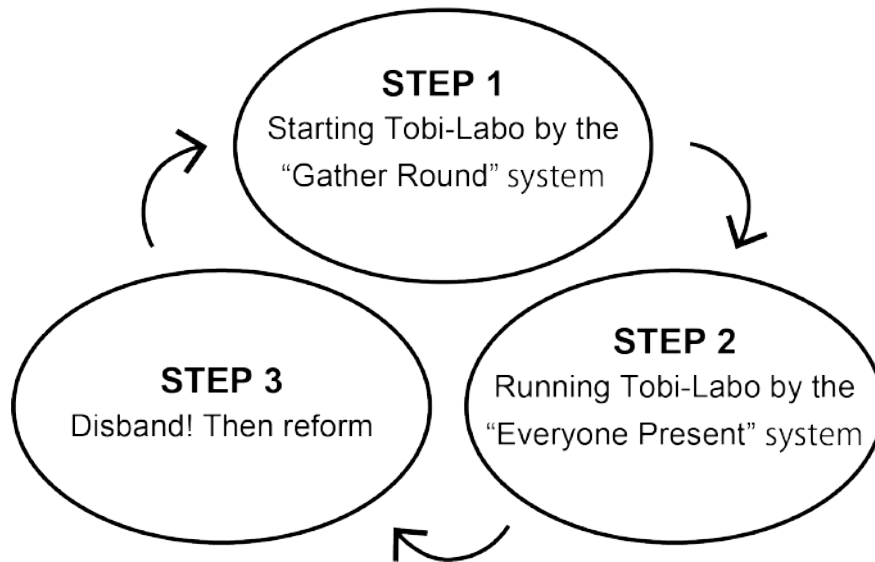 STEP 1
Starting Tobi-Labo by the
“Gather Round” system
STEP 2
Running Tobi-Labo by the
“Everyone Present” system
STEP 3
Disband! Then reform